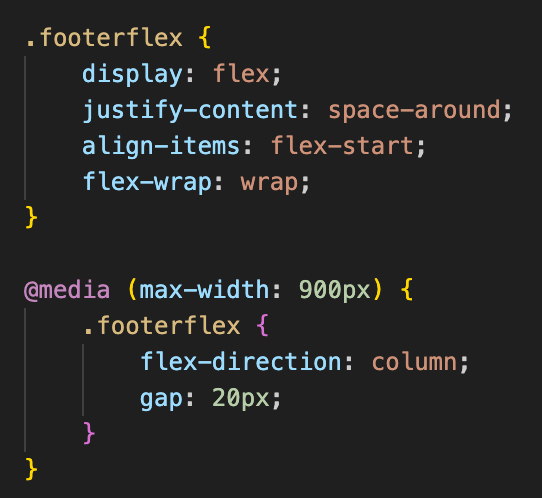 .footerflex {
    display: flex;
    justify-content: space-around;
    align-items: flex-start;
    flex-wrap: wrap;
}

@media (max-width: 900px) {
    .footerflex {
        flex-direction: column;
        gap: 20px;
    }
}